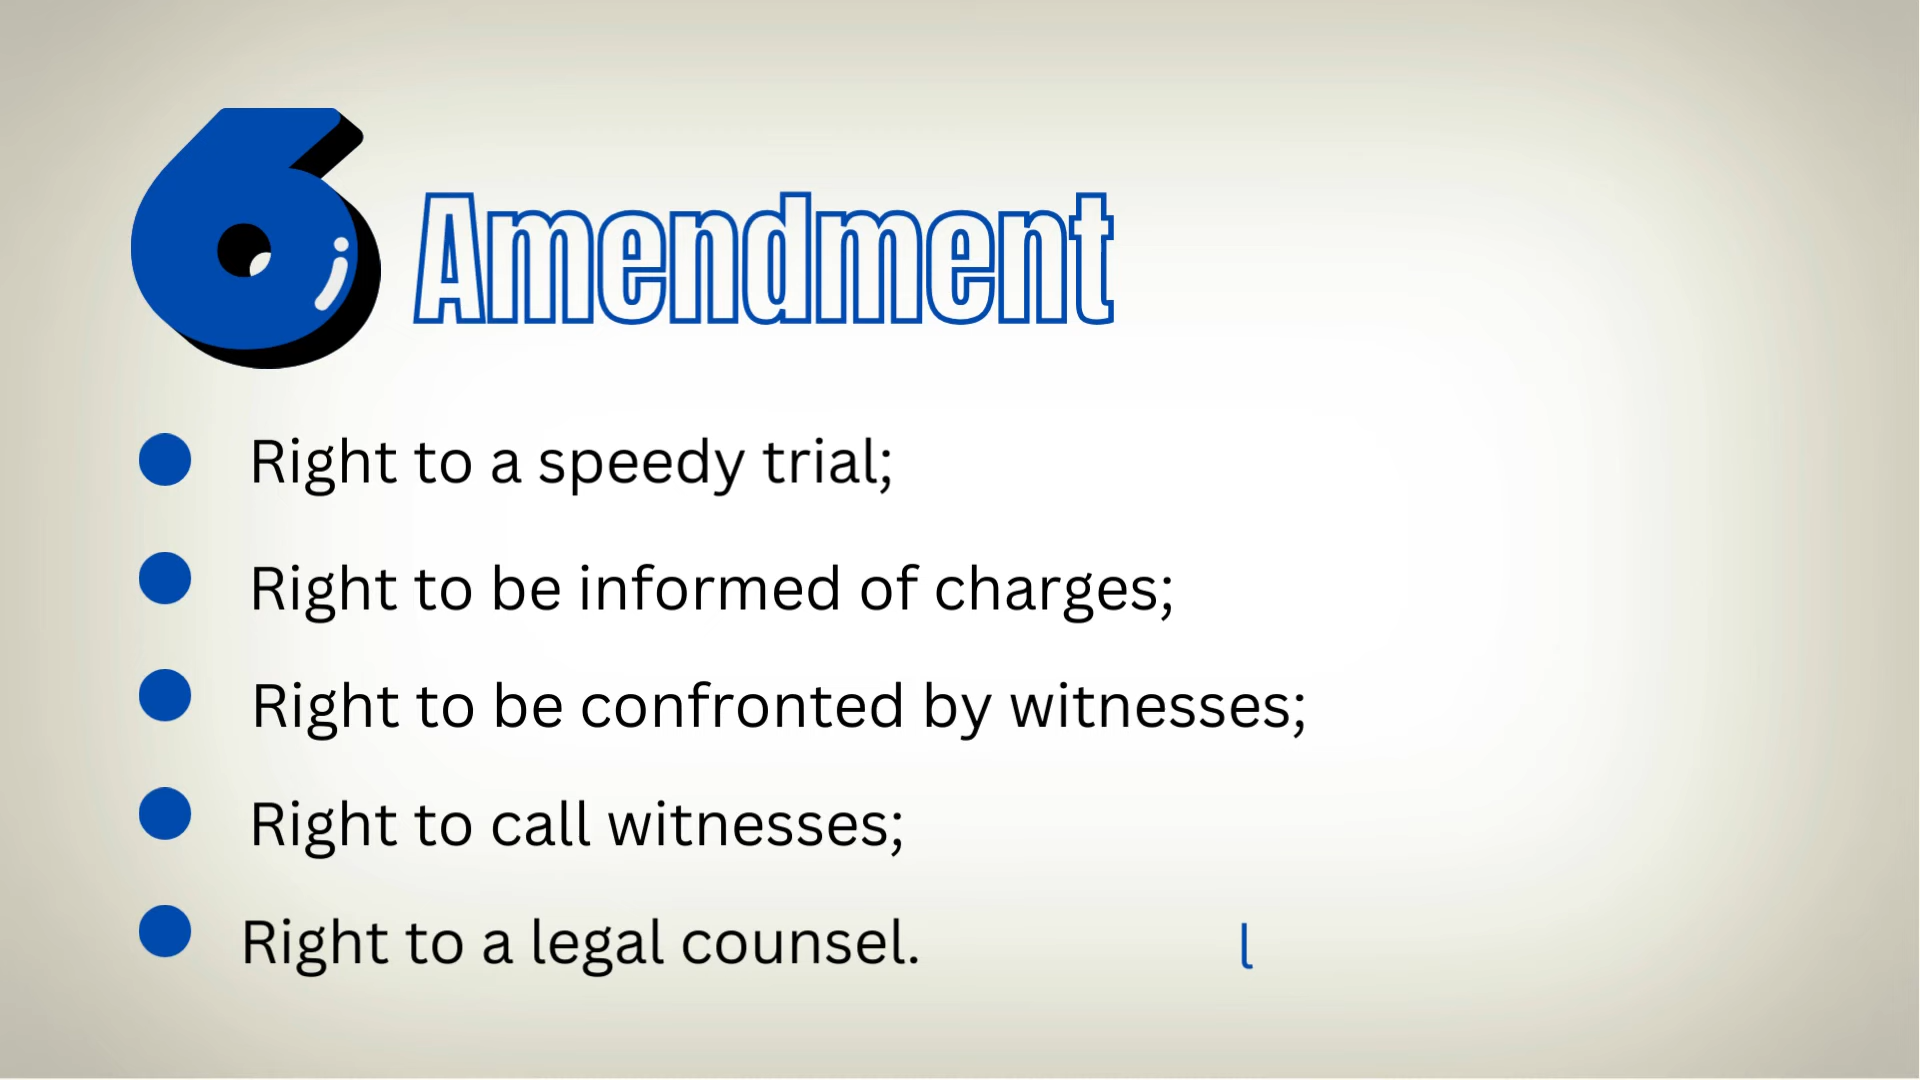 6 Amendment
Right to a speedy trial;
Right to be informed of charges;
Right to be confronted by witnesses;
Right to call witnesses;
Right to a legal counsel. l